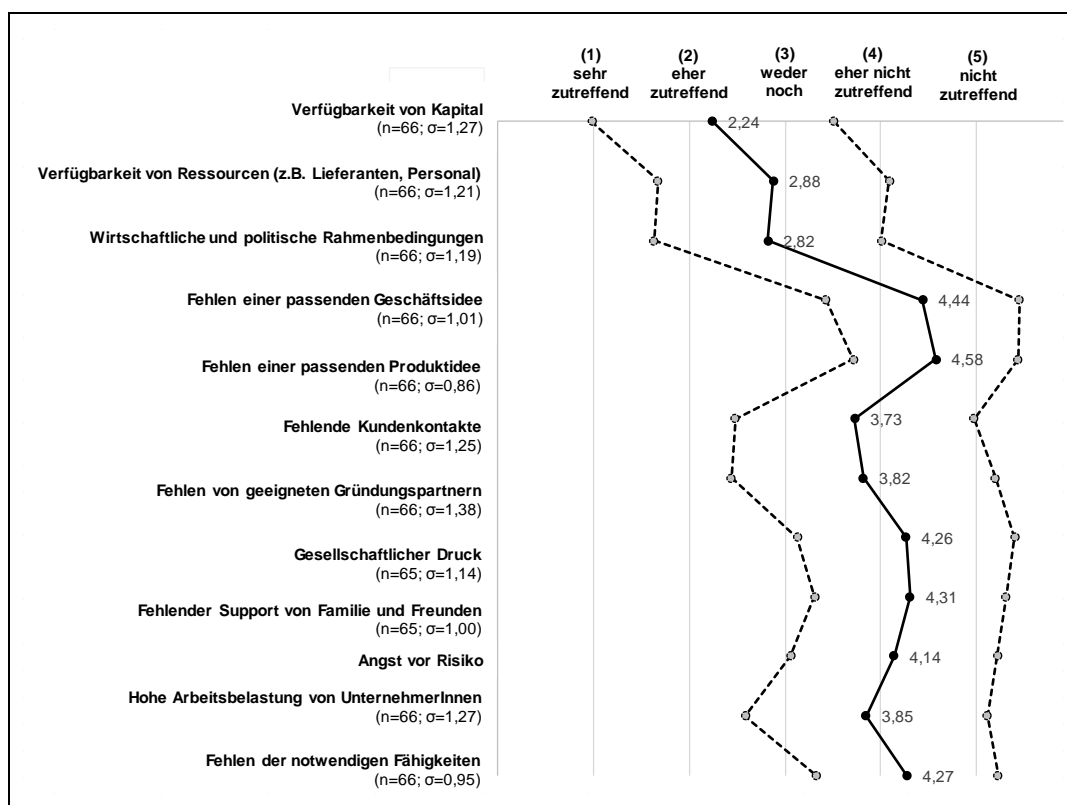 (1)
sehr
zutreffend
(2)
eher
zutreffend
(3)
weder
noch
(4)
eher nicht
zutreffend
(5)
nicht
zutreffend
Verfügbarkeit von Kapital
(n=66; σ=1,27)
2,24
Verfügbarkeit von Ressourcen (z.B. Lieferanten, Personal)
(n=66; σ=1,21)
2,88
Wirtschaftliche und politische Rahmenbedingungen
(n=66; σ=1,19)
2,82
Fehlen einer passenden Geschäftsidee
(n=66; σ=1,01)
4,44
Fehlen einer passenden Produktidee
(n=66; σ=0,86)
4,58
Fehlende Kundenkontakte
(n=66; σ=1,25)
3,73
Fehlen von geeigneten Gründungspartnern
(n=66; σ=1,38)
3,82
Gesellschaftlicher Druck
(n=65; σ=1,14)
4,26
Fehlender Support von Familie und Freunden
(n=65; σ=1,00)
4,31
Angst vor Risiko
4,14
Hohe Arbeitsbelastung von UnternehmerInnen
(n=66; σ=1,27)
3,85
Fehlen der notwendigen Fähigkeiten
(n=66; σ=0,95)
4,27